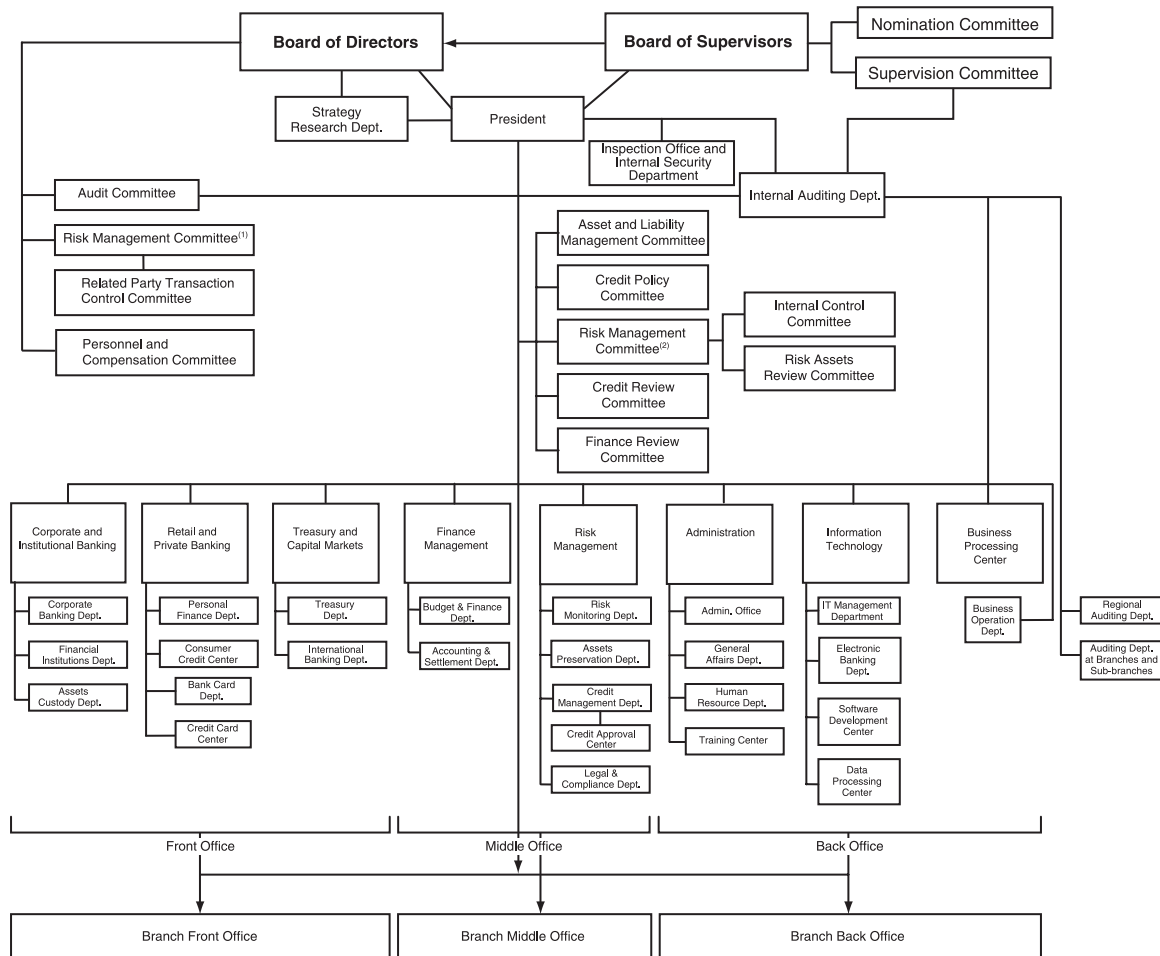 Board of Directors
Board of Supervisors
Nomination Committee
Supervision Committee
Strategy
Research Dept.
President
Inspection Office and
Internal Security
Department
Audit Committee
Internal Auditing Dept.
Risk Management Committee(1)
Related Party Transaction
Control Committee
Personnel and
Compensation Committee
Asset and Liability
Management Committee
Credit Policy
Committee
Risk Management
Committee(2)
Internal Control
Committee
Risk Assets
Review Committee
Credit Review
Committee
Finance Review
Committee
Corporate and
Institutional Banking
Retail and
Private Banking
Treasury and
Capital Markets
Finance
Management
Risk
Management
Administration
Information
Technology
Business
Processing
Center
Corporate
Banking Dept.
Financial
Institutions Dept.
Assets
Custody Dept.
Personal
Finance Dept.
Consumer
Credit Center
Bank Card
Dept.
Credit Card
Center
Treasury
Dept.
International
Banking Dept.
Budget & Finance
Dept.
Accounting
& Settlement Dept.
Risk
Monitoring Dept.
Assets
Preservation Dept.
Credit
Management Dept.
Credit Approval
Center
Legal &
Compliance Dept.
Admin. Office
General
Affairs Dept.
Human
Resource Dept.
Training Center
IT Management
Department
Electronic
Banking Dept.
Software
Development
Center
Data
Processing
Center
Business
Operation
Dept.
Regional
Auditing Dept.
Auditing Dept.
at Branches and
Sub-branches
Front Office
Middle Office
Back Office
Branch Front Office
Branch Middle Office
Branch Back Office